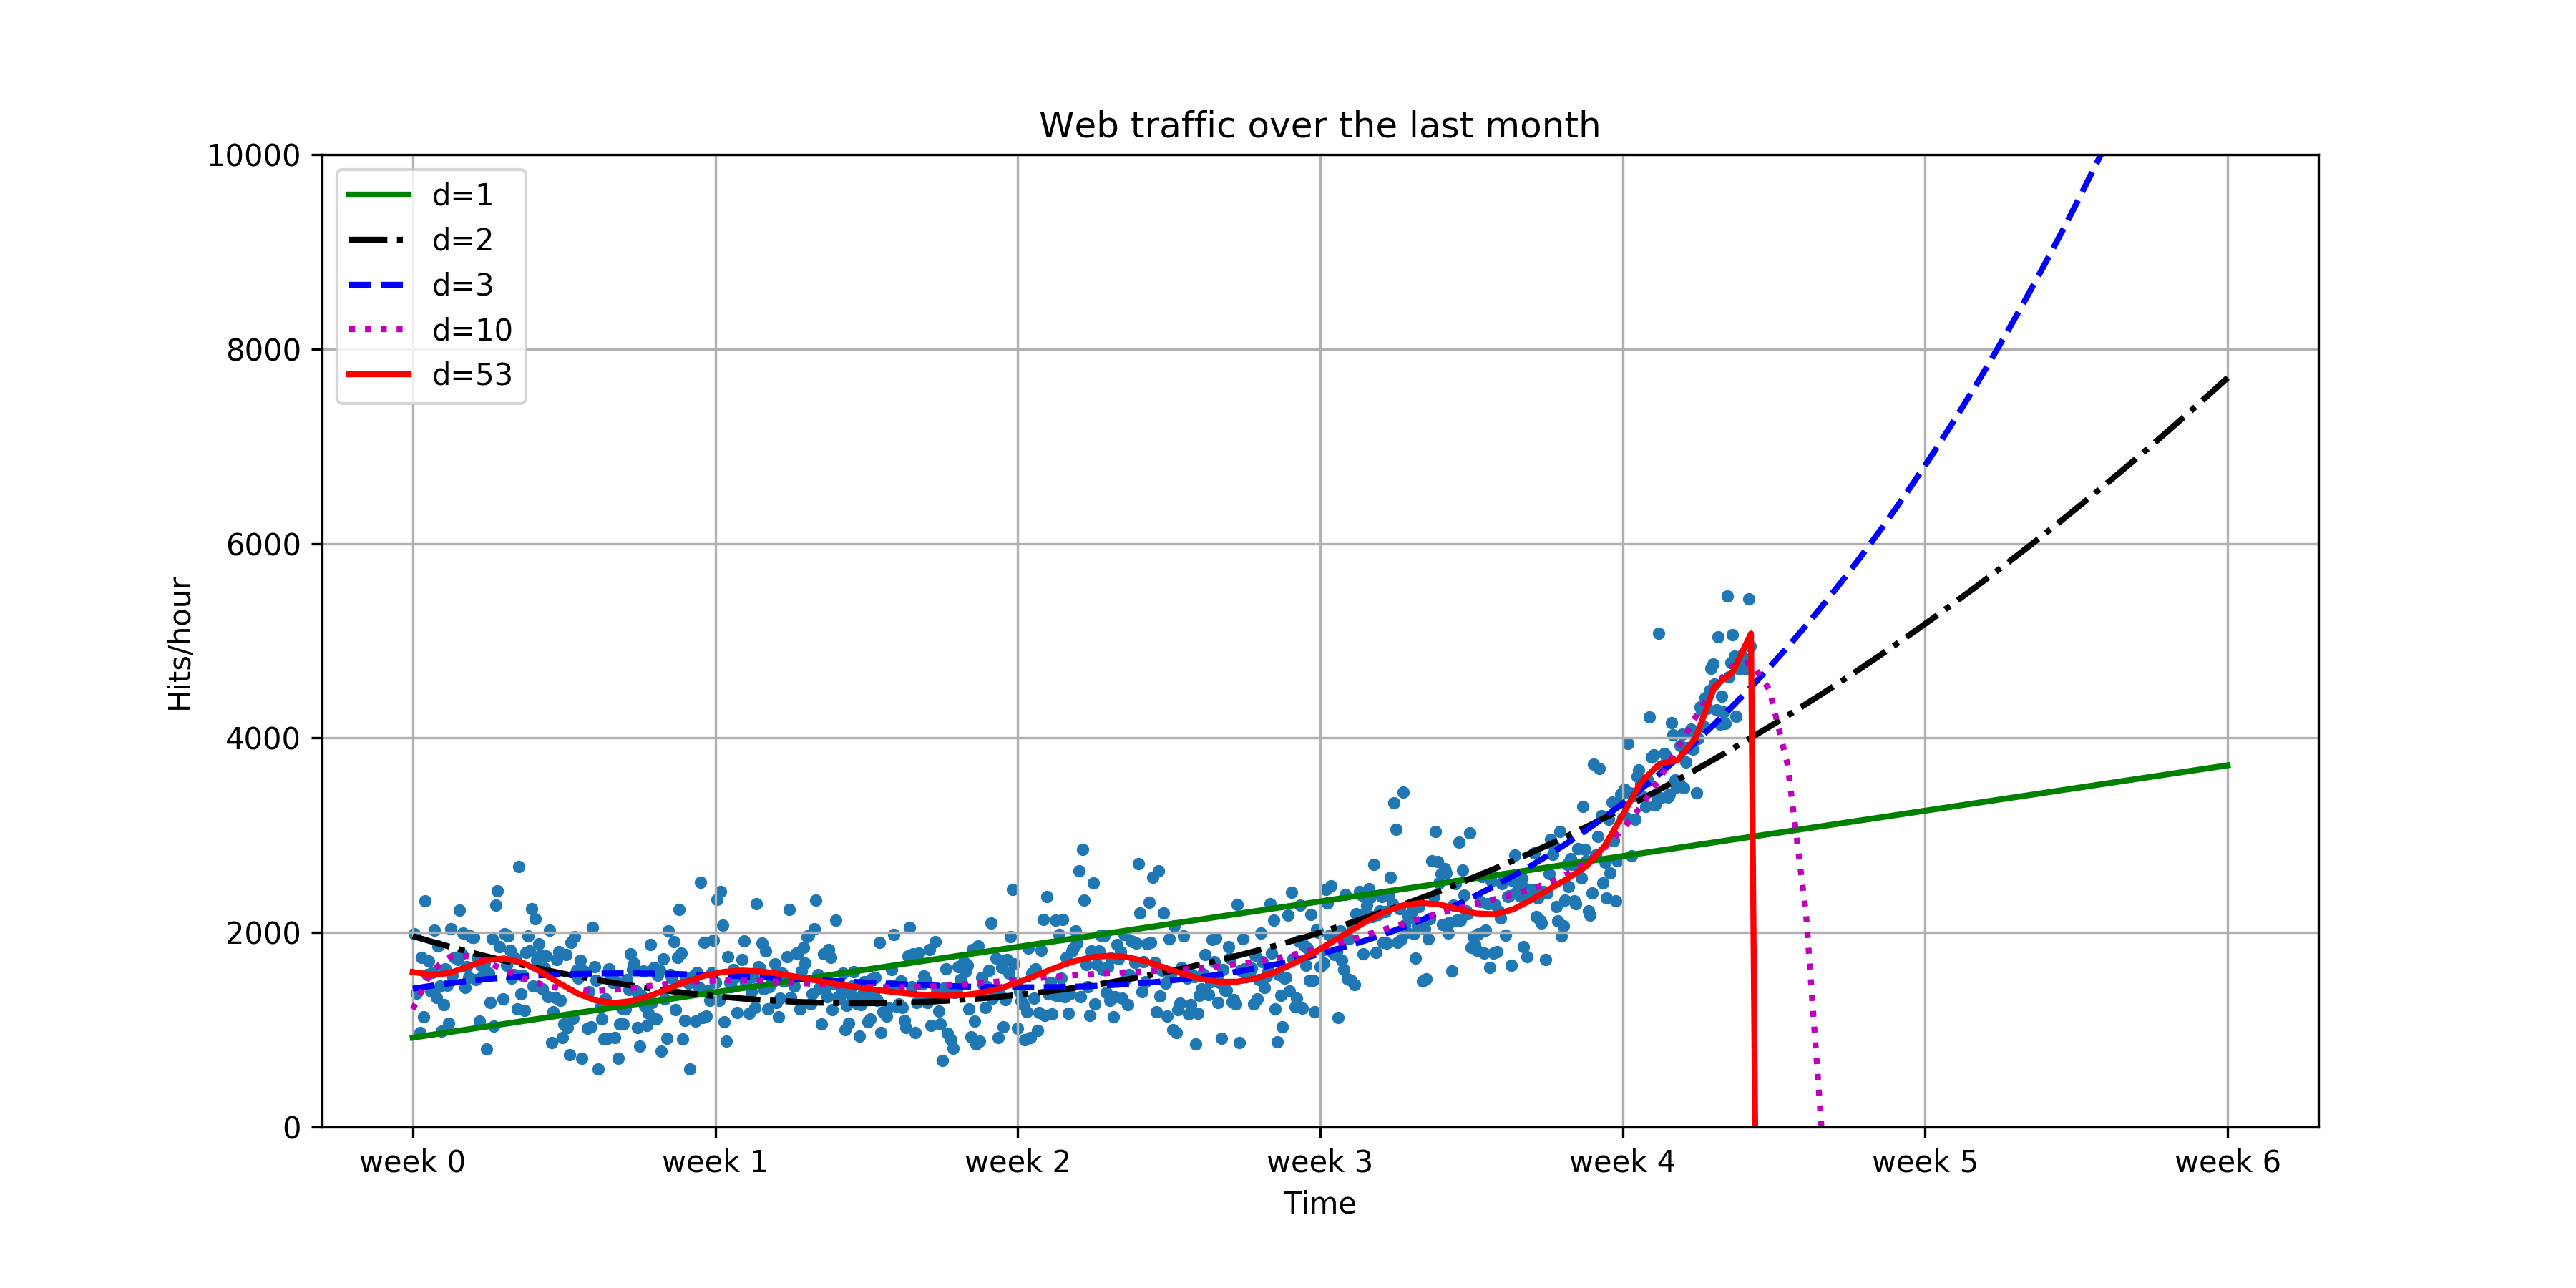 Web traffic over the last month
10000
8000
6000
4000
2000
0
Hits/hour
d=1
d=2
d=3
d=10
d=53
week 0 week 1 week 2 week 3 week 4 week 5 week 6
Time